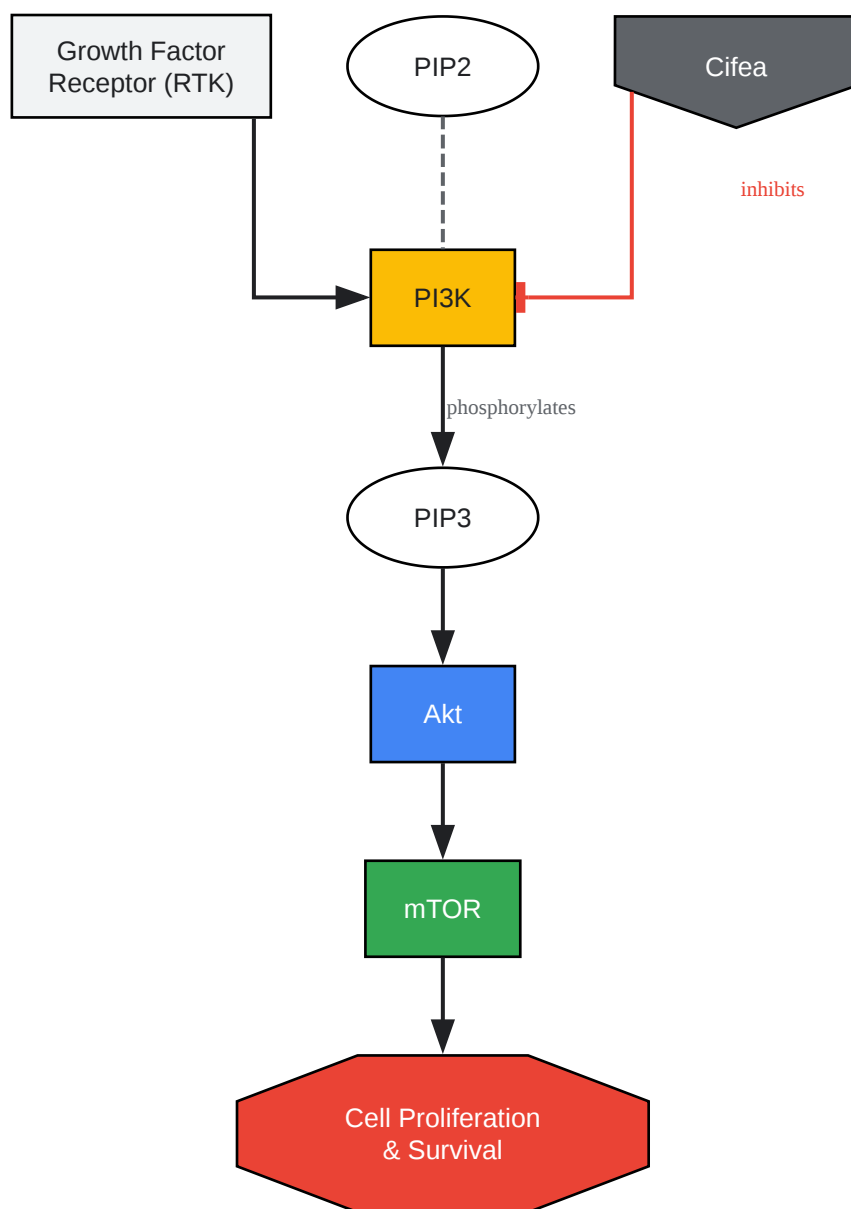 Growth Factor
Receptor (RTK)
PIP2
Cifea
inhibits
PI3K
phosphorylates
PIP3
Akt
mTOR
Cell Proliferation
& Survival